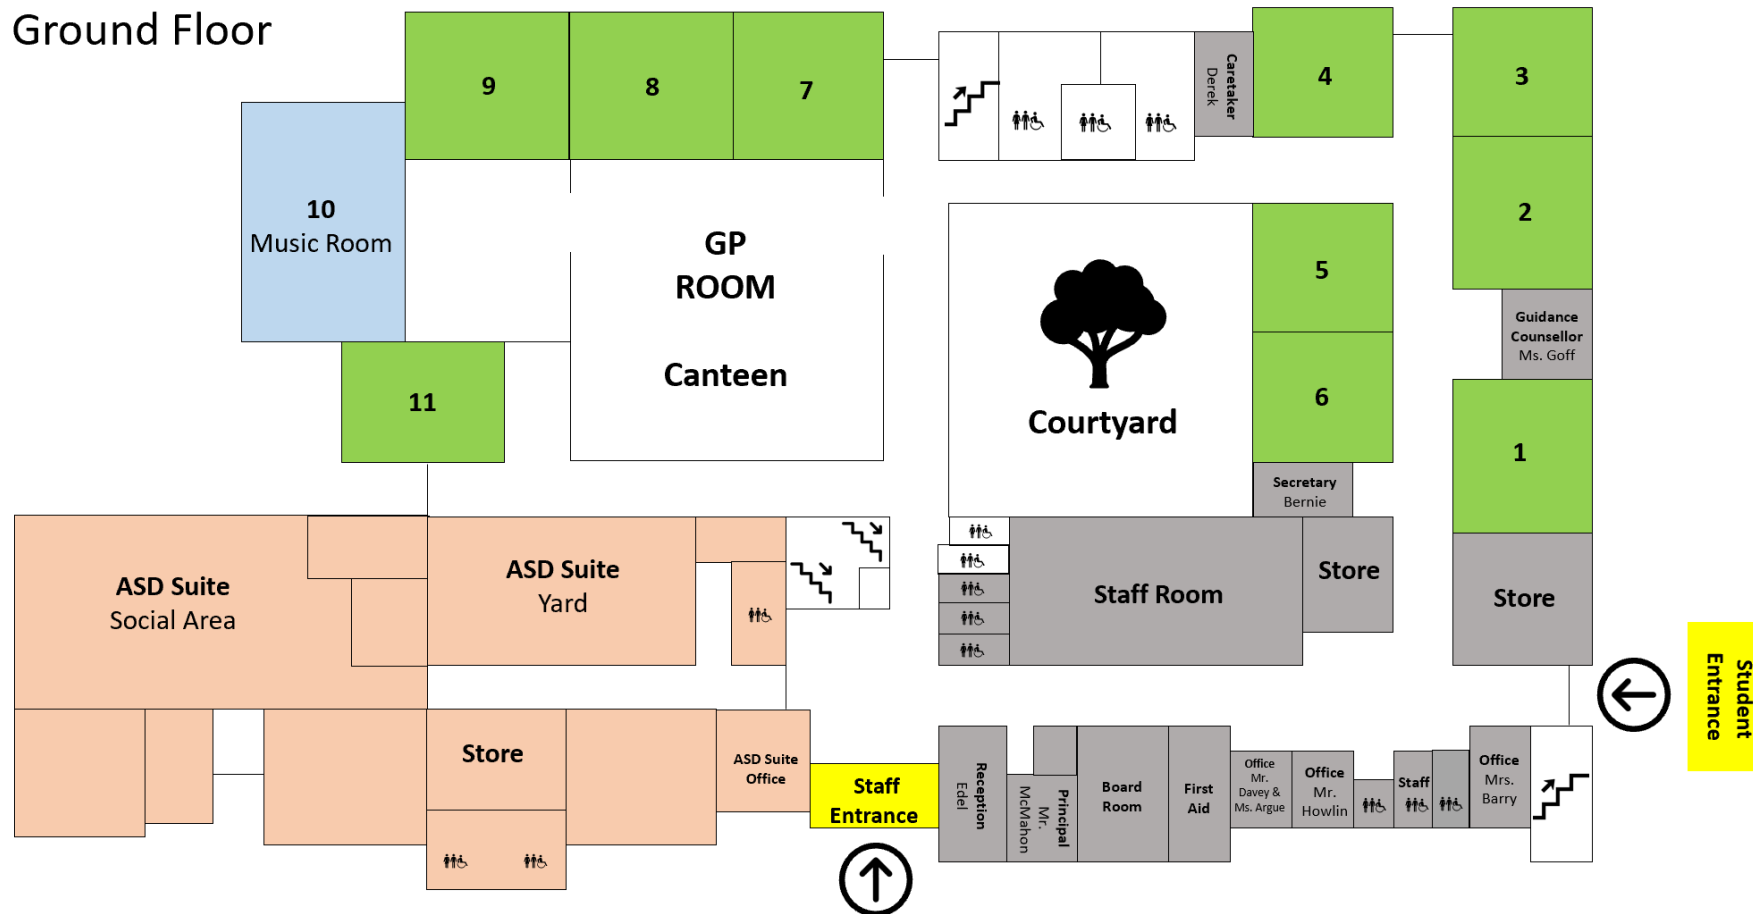 Ground Floor
9
8
7
Caretaker
Derek
4
3
10
Music Room
2
GP
ROOM
Canteen
5
Guidance
Counsellor
Ms. Goff
Courtyard
6
11
1
Secretary
Bernie
ASD Suite
Social Area
ASD Suite
Yard
Staff Room
Store
Store
Student
Entrance
Store
ASD Suite
Office
Staff
Entrance
Reception
Edel
Principal
Mr.
McMahon
Board
Room
First
Aid
Office
Mr.
Davey &
Ms. Argue
Office
Mr.
Howlin
Staff
Office
Mrs.
Barry